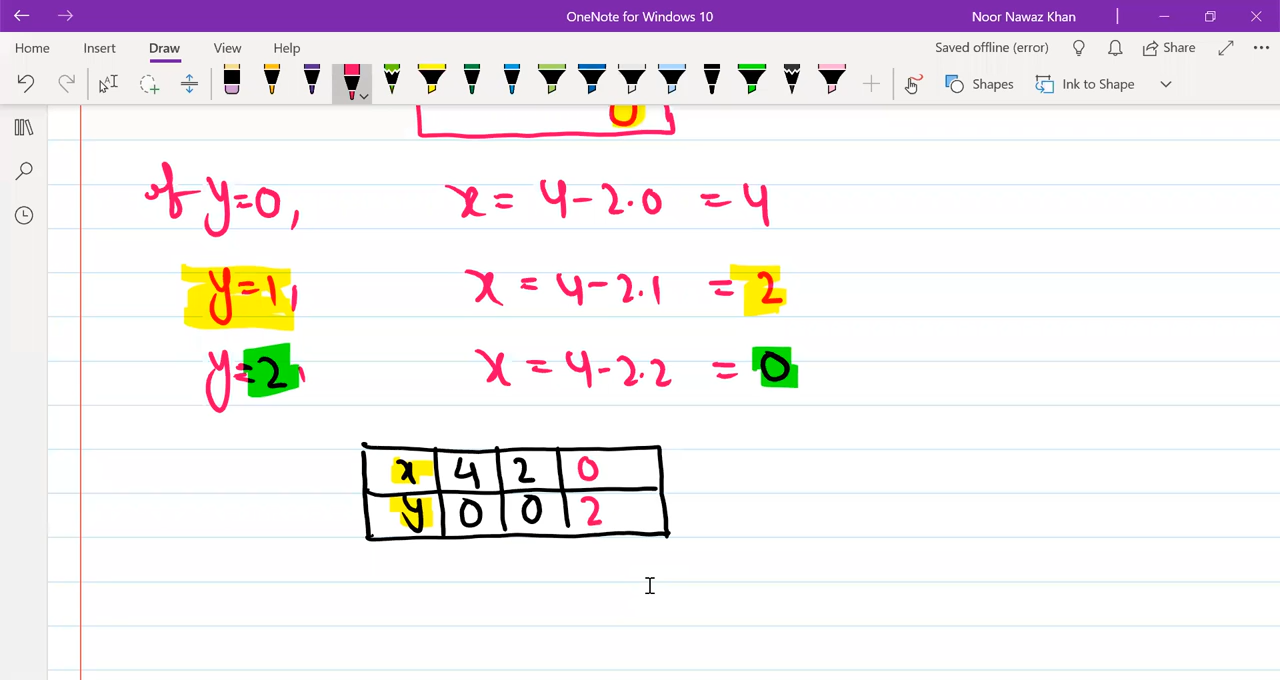 OneNote for Windows 10
Noor Nawaz Khan
Home Insert Draw View Help
Saved offline (error) Share
Shapes Ink to Shape
0
If y=0, x = 4-2.0 = 4
y=1, x = 4-2.1 = 2
y=2, x = 4-2.2 = 0
x 4 2 0
y 0 0 2